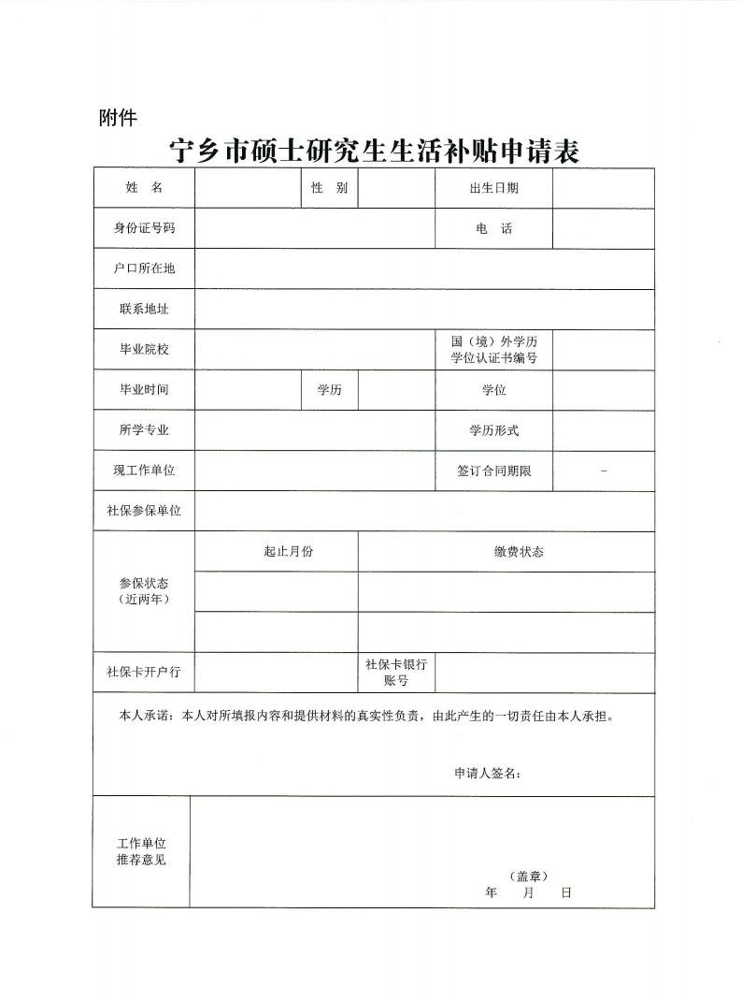 附件
宁乡市硕士研究生生活补贴申请表
姓 名 性 别 出生日期
身份证号码 电 话
户口所在地
联系地址
毕业院校 国（境）外学历
学位认证书编号
毕业时间 学历 学位
所学专业 学历形式
现工作单位 签订合同期限 －
社保参保单位
起止月份 缴费状态
参保状态
（近两年）
社保卡开户行 社保卡银行
账号
本人承诺：本人对所填报内容和提供材料的真实性负责，由此产生的一切责任由本人承担。
申请人签名：
工作单位
推荐意见
（盖章）
年 月 日